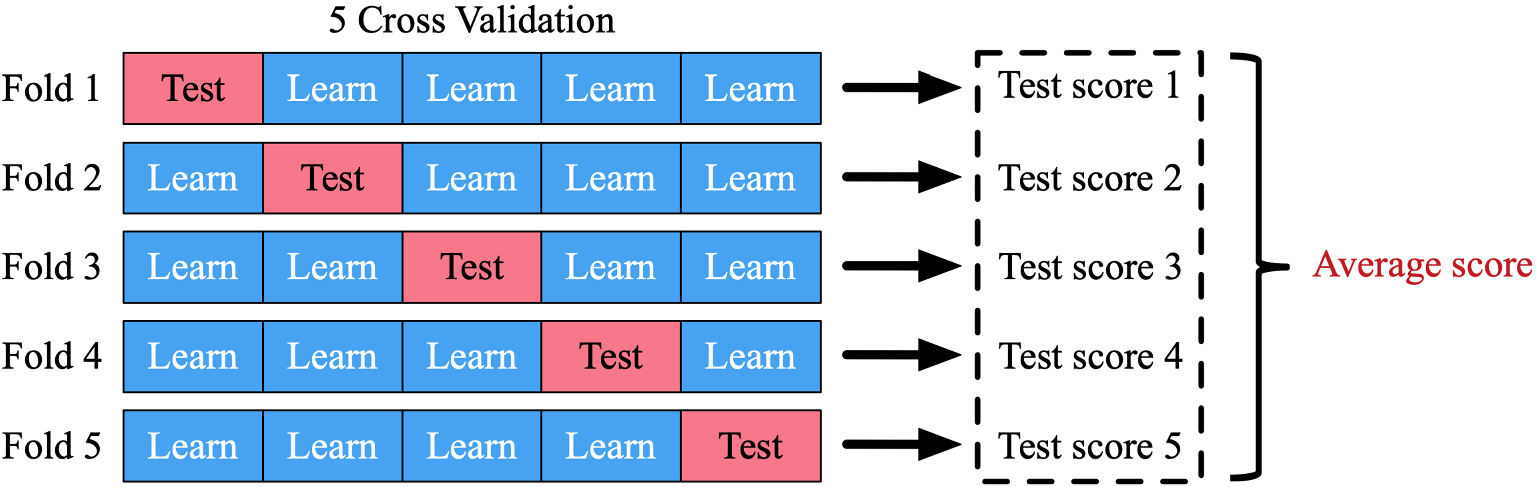 5 Cross Validation
Fold 1 Test Learn Learn Learn Learn Test score 1
Fold 2 Learn Test Learn Learn Learn Test score 2
Fold 3 Learn Learn Test Learn Learn Test score 3
Average score
Fold 4 Learn Learn Learn Test Learn Test score 4
Fold 5 Learn Learn Learn Learn Test Test score 5